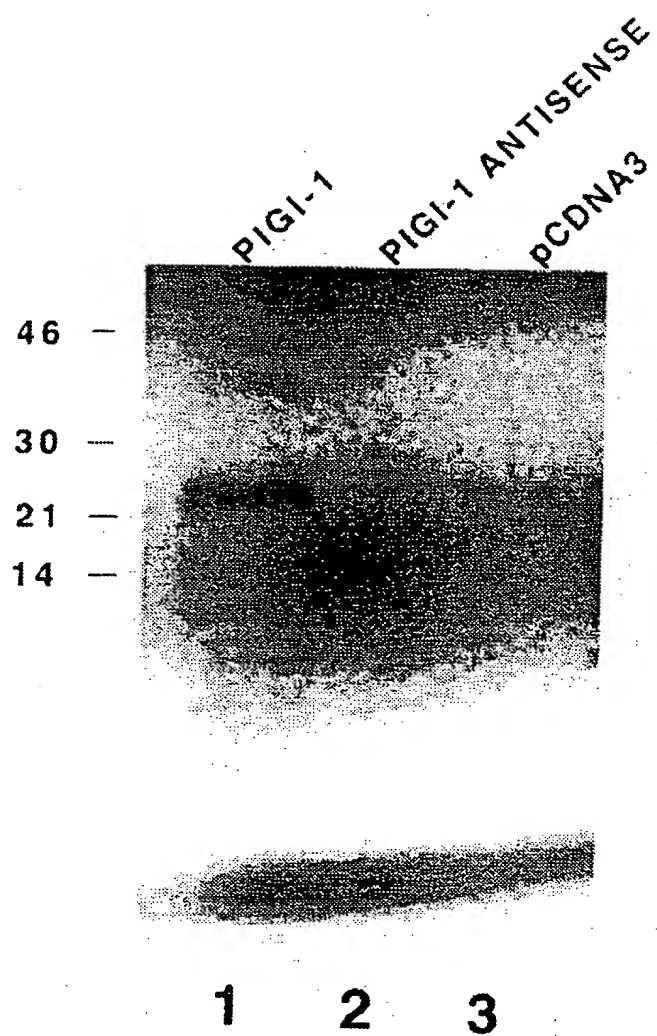 PIGI-1
PIGI-1 ANTISENSE
pCDNA3
46 –
30 –
21 –
14 –
1 2 3